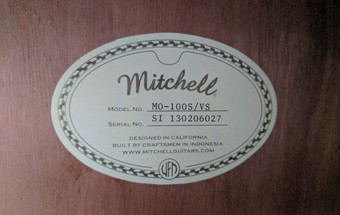 Mitchell
MODEL NO. MO-100S/VS
SERIAL NO. SI 130206027
DESIGNED IN CALIFORNIA
BUILT BY CRAFTSMEN IN INDONESIA
WWW.MITCHELLGUITARS.COM